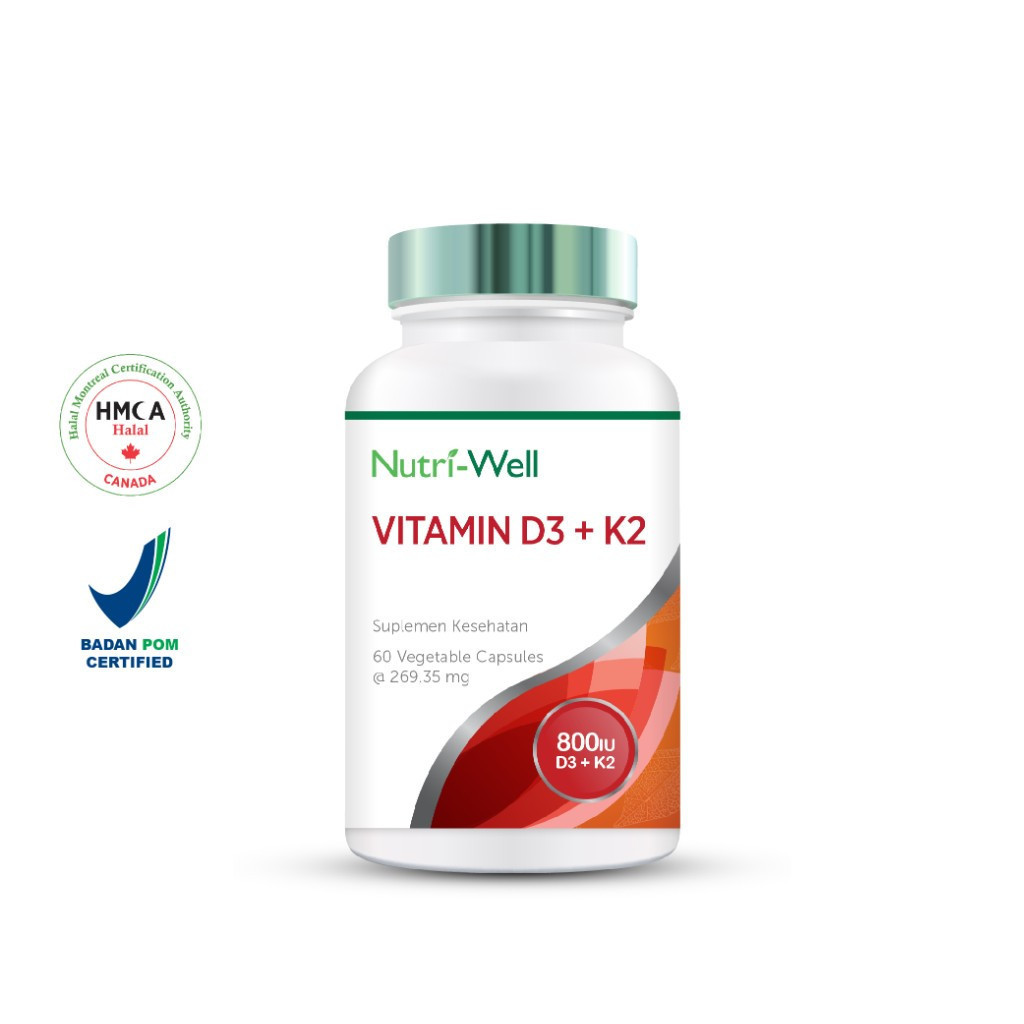 Halal Montreal Certification Authority
HMCA
Halal
CANADA
BADAN POM
CERTIFIED
Nutri-Well
VITAMIN D3 + K2
Suplemen Kesehatan
60 Vegetable Capsules
@ 269.35 mg
800IU
D3 + K2